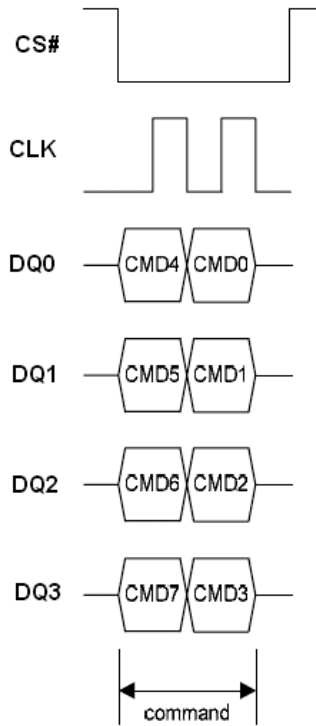 CS#
CLK
DQ0 CMD4 CMD0
DQ1 CMD5 CMD1
DQ2 CMD6 CMD2
DQ3 CMD7 CMD3
command